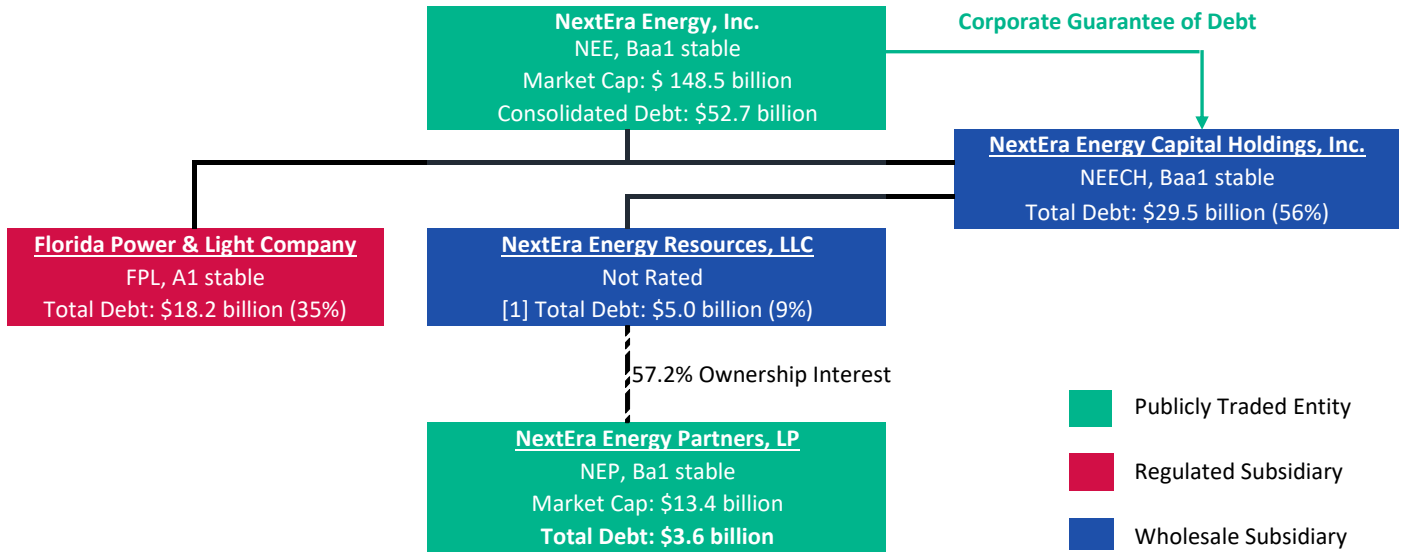 NextEra Energy, Inc.
NEE, Baa1 stable
Market Cap: $ 148.5 billion
Consolidated Debt: $52.7 billion
Corporate Guarantee of Debt
NextEra Energy Capital Holdings, Inc.
NEECH, Baa1 stable
Total Debt: $29.5 billion (56%)
Florida Power & Light Company
FPL, A1 stable
Total Debt: $18.2 billion (35%)
NextEra Energy Resources, LLC
Not Rated
[1] Total Debt: $5.0 billion (9%)
57.2% Ownership Interest
NextEra Energy Partners, LP
NEP, Ba1 stable
Market Cap: $13.4 billion
Total Debt: $3.6 billion
Publicly Traded Entity
Regulated Subsidiary
Wholesale Subsidiary